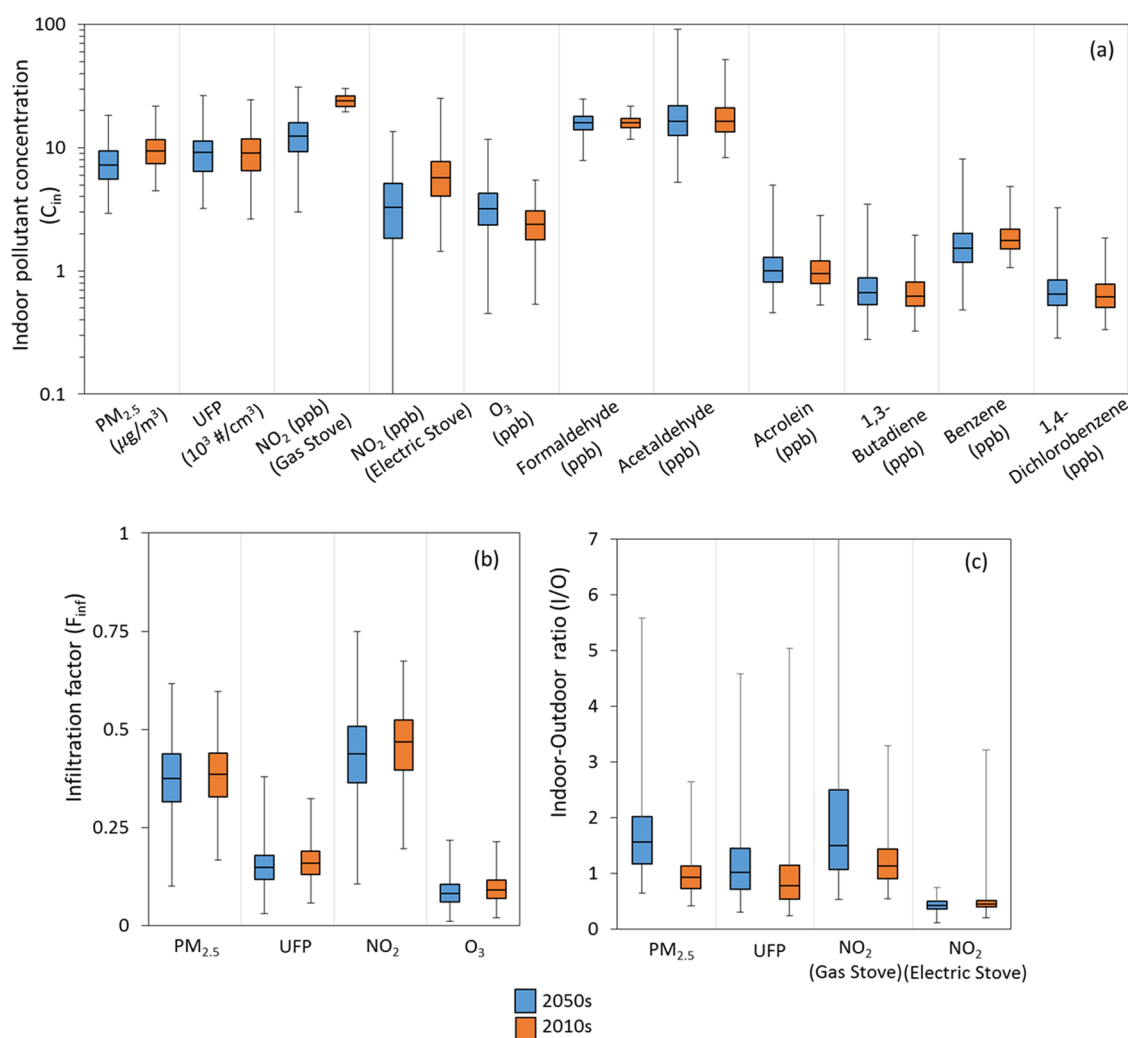 (a)
Indoor pollutant concentration
(C_in)
100
10
1
0.1
PM2.5
(μg/m³)
UFP
(10³ #/cm³)
NO2 (ppb)
(Gas Stove)
NO2 (ppb)
(Electric Stove)
O3
(ppb)
Formaldehyde
(ppb)
Acetaldehyde
(ppb)
Acrolein
(ppb)
1,3-
Butadiene
(ppb)
Benzene
(ppb)
1,4-
Dichlorobenzene
(ppb)
(b)
Infiltration factor (F_inf)
1
0.75
0.5
0.25
0
PM2.5
UFP
NO2
O3
(c)
Indoor-Outdoor ratio (I/O)
7
6
5
4
3
2
1
0
PM2.5
UFP
NO2
(Gas Stove)
NO2
(Electric Stove)
2050s
2010s